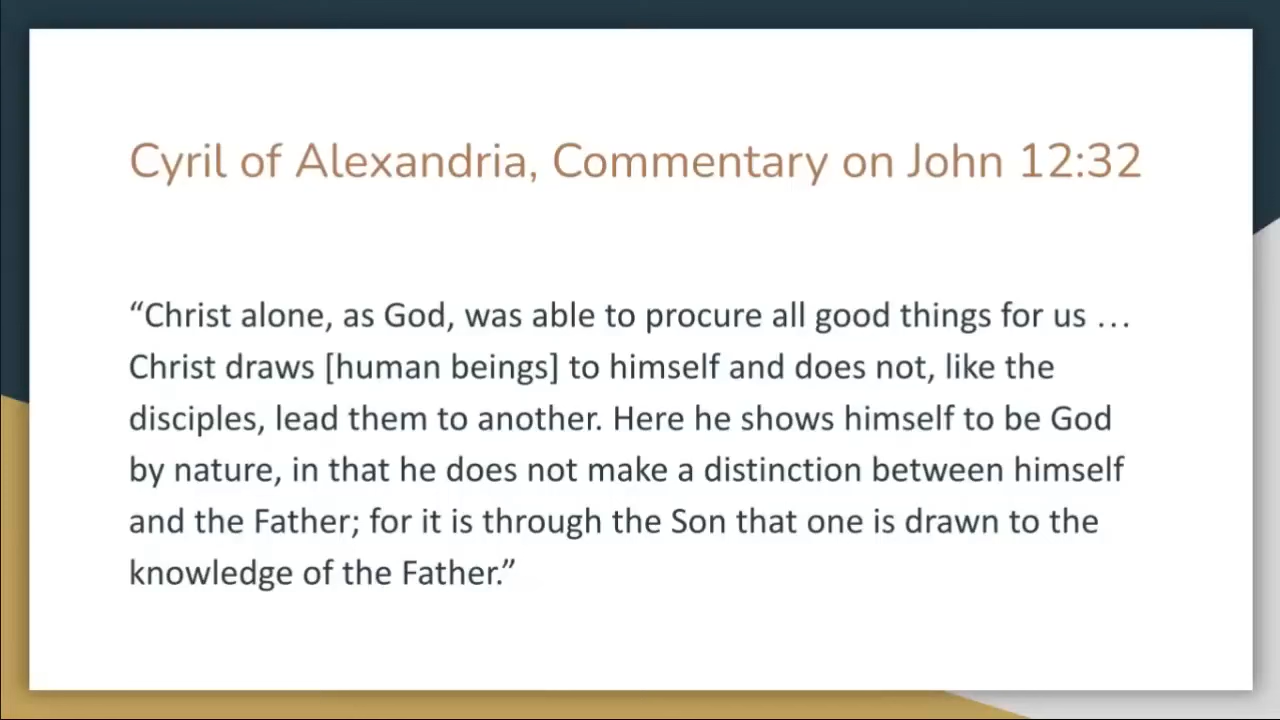 Cyril of Alexandria, Commentary on John 12:32
“Christ alone, as God, was able to procure all good things for us …
Christ draws [human beings] to himself and does not, like the
disciples, lead them to another. Here he shows himself to be God
by nature, in that he does not make a distinction between himself
and the Father; for it is through the Son that one is drawn to the
knowledge of the Father.”